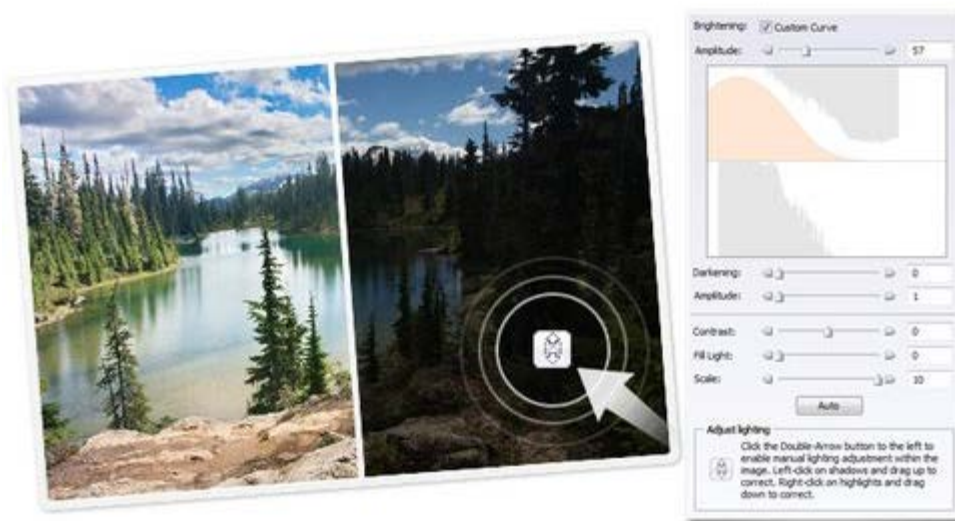 Brightening: Custom Curve
Amplitude: 57
Darkening: 0
Amplitude: 1
Contrast: 0
Fill Light: 0
Scale: 10
Auto
Adjust lighting
Click the Double-Arrow button to the left to
enable manual lighting adjustment within the
image. Left-click on shadows and drag up to
correct. Right-click on highlights and drag
down to correct.